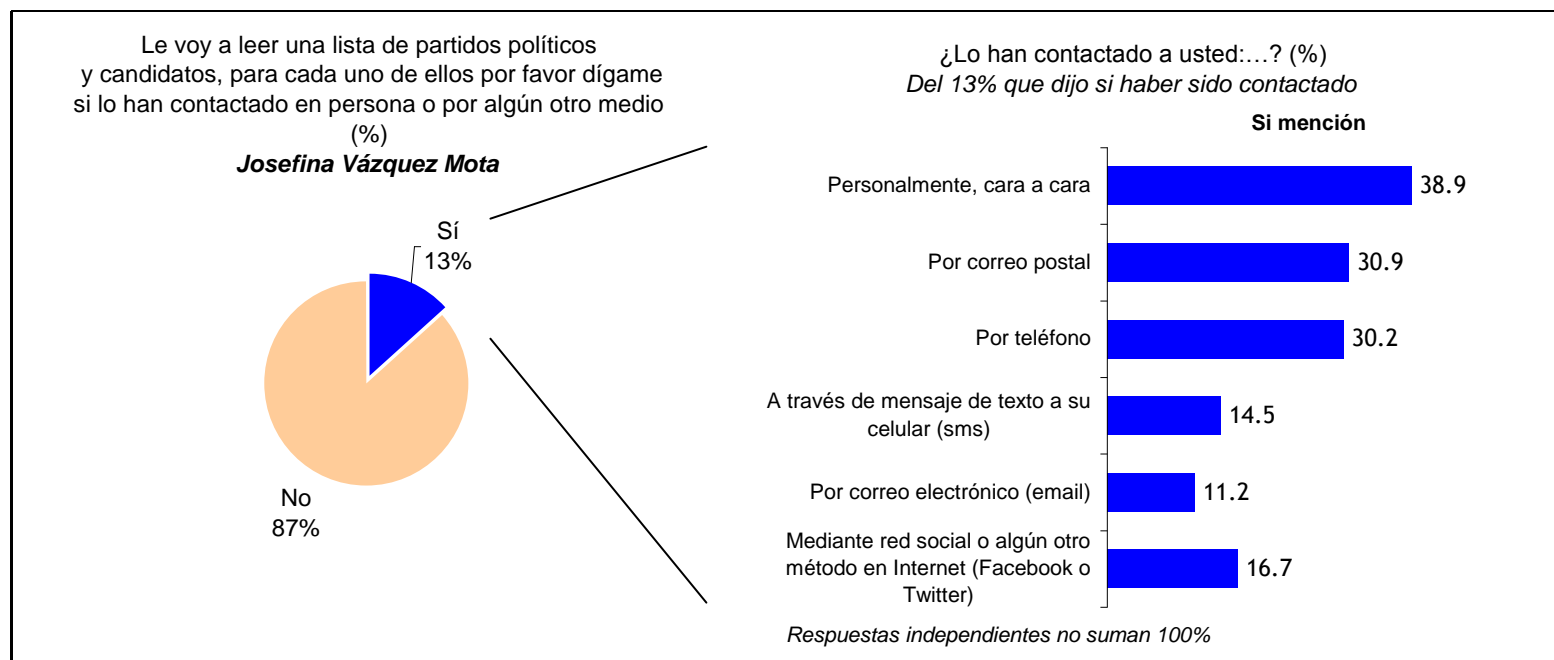 Le voy a leer una lista de partidos políticos
y candidatos, para cada uno de ellos por favor dígame
si lo han contactado en persona o por algún otro medio
(%)
Josefina Vázquez Mota
Sí
13%
No
87%
¿Lo han contactado a usted:…? (%)
Del 13% que dijo si haber sido contactado
Si mención
Personalmente, cara a cara
38.9
Por correo postal
30.9
Por teléfono
30.2
A través de mensaje de texto a su
celular (sms)
14.5
Por correo electrónico (email)
11.2
Mediante red social o algún otro
método en Internet (Facebook o
Twitter)
16.7
Respuestas independientes no suman 100%